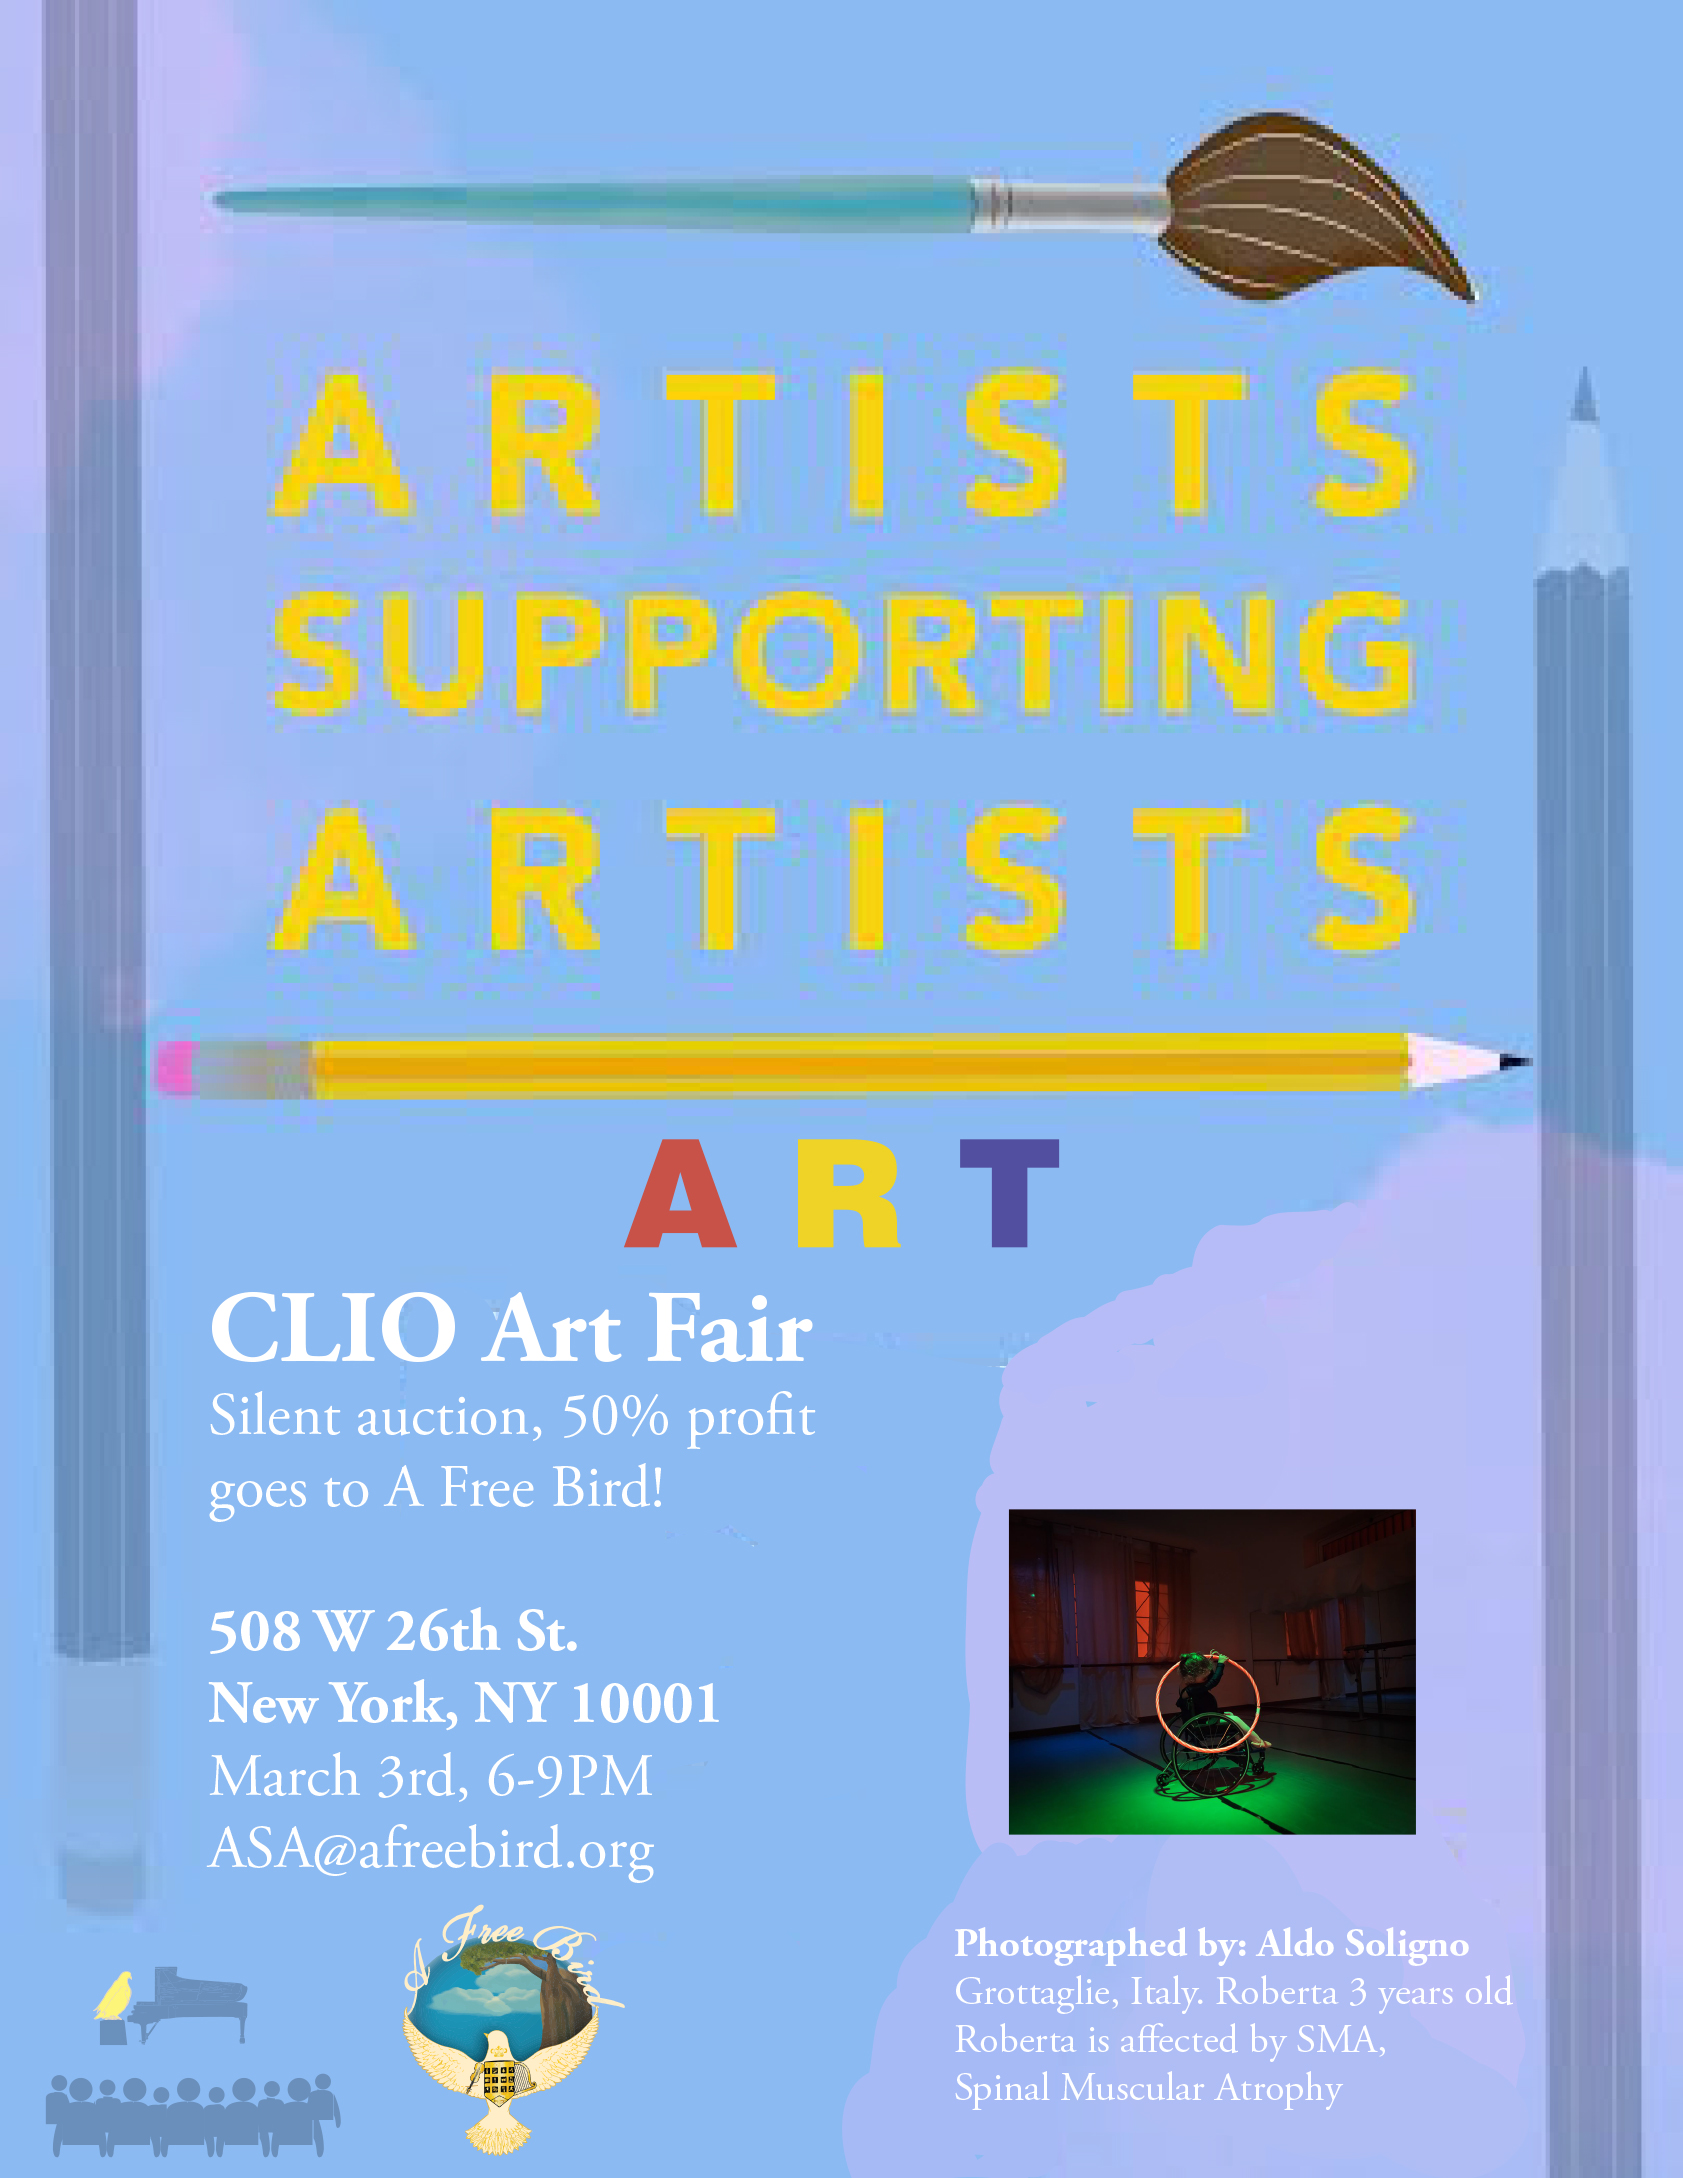 ARTISTS
SUPPORTING
ARTISTS
ART
CLIO Art Fair
Silent auction, 50% profit
goes to A Free Bird!
508 W 26th St.
New York, NY 10001
March 3rd, 6-9PM
ASA@afreebird.org
A Free Bird
Photographed by: Aldo Soligno
Grottaglie, Italy. Roberta 3 years old
Roberta is affected by SMA,
Spinal Muscular Atrophy